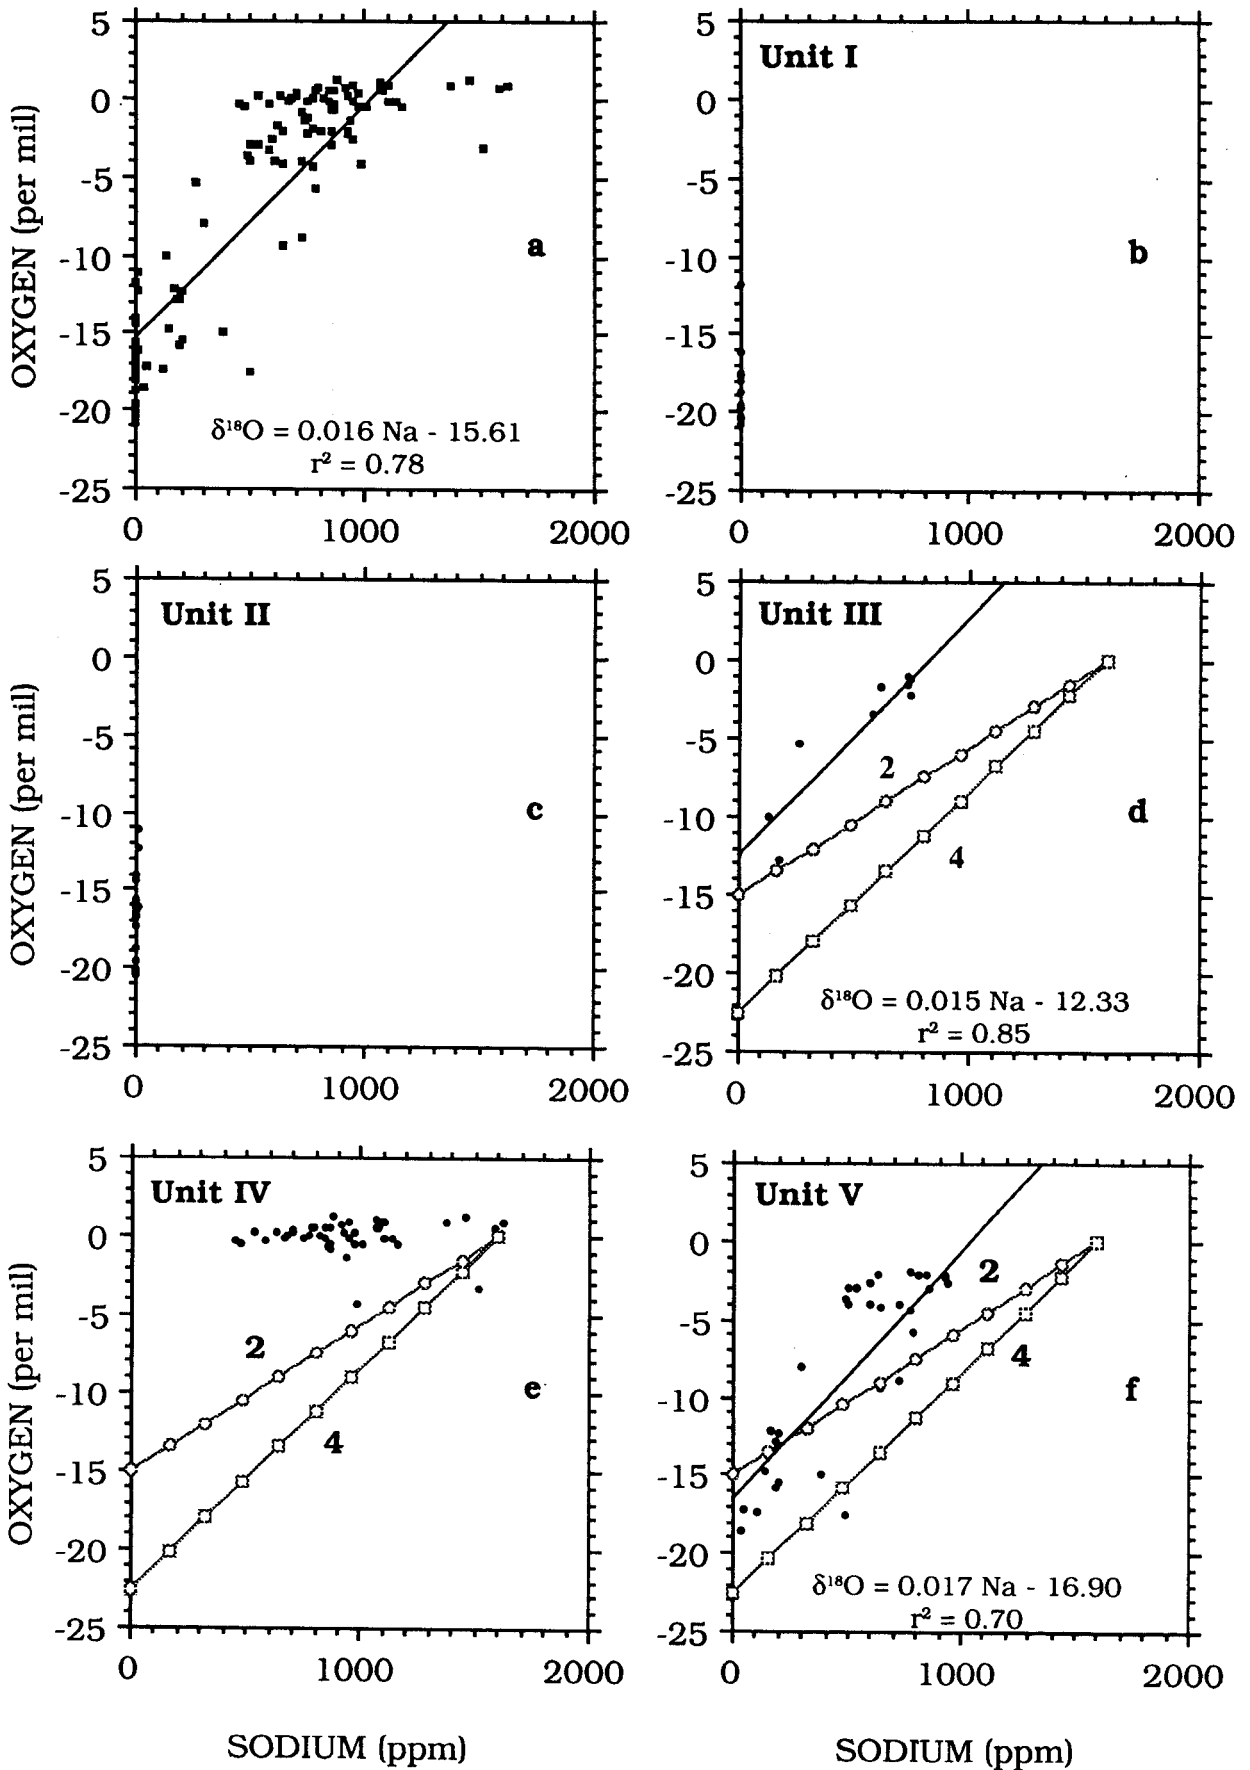 5
0
-5
-10
-15
-20
-25
OXYGEN (per mil)
a
δ¹⁸O = 0.016 Na - 15.61
r² = 0.78
0 1000 2000
5
0
-5
-10
-15
-20
-25
Unit I
b
0 1000 2000
5
0
-5
-10
-15
-20
-25
OXYGEN (per mil)
Unit II
c
0 1000 2000
5
0
-5
-10
-15
-20
-25
Unit III
2
4
d
δ¹⁸O = 0.015 Na - 12.33
r² = 0.85
0 1000 2000
5
0
-5
-10
-15
-20
-25
OXYGEN (per mil)
Unit IV
2
4
e
0 1000 2000
SODIUM (ppm)
5
0
-5
-10
-15
-20
-25
Unit V
2
4
f
δ¹⁸O = 0.017 Na - 16.90
r² = 0.70
0 1000 2000
SODIUM (ppm)